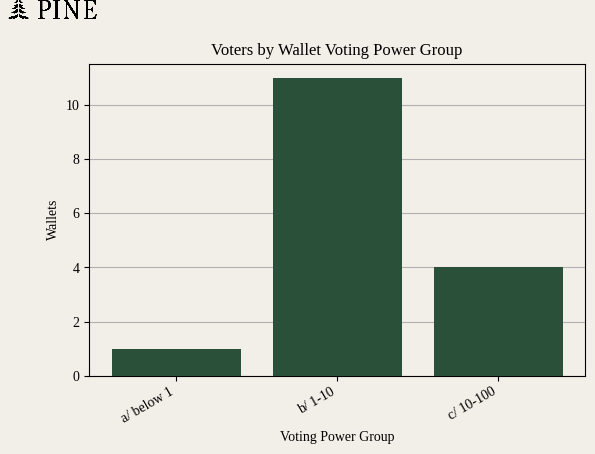 PINE
Voters by Wallet Voting Power Group
Wallets
10
8
6
4
2
0
a/ below 1
b/ 1-10
c/ 10-100
Voting Power Group